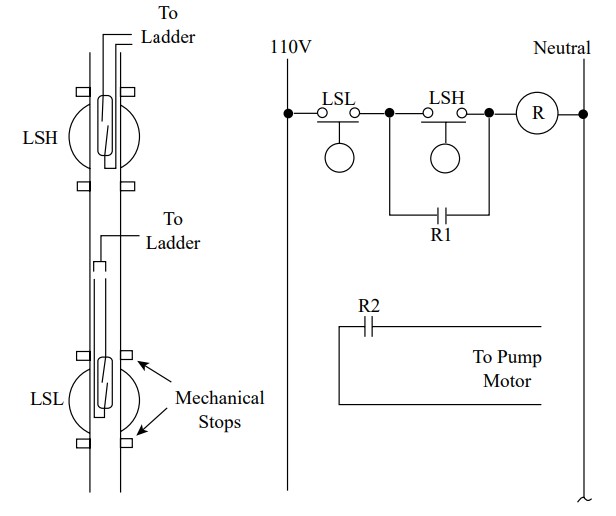 To
Ladder
LSH
To
Ladder
LSL
Mechanical
Stops
110V
Neutral
LSL
LSH
R
R1
R2
To Pump
Motor